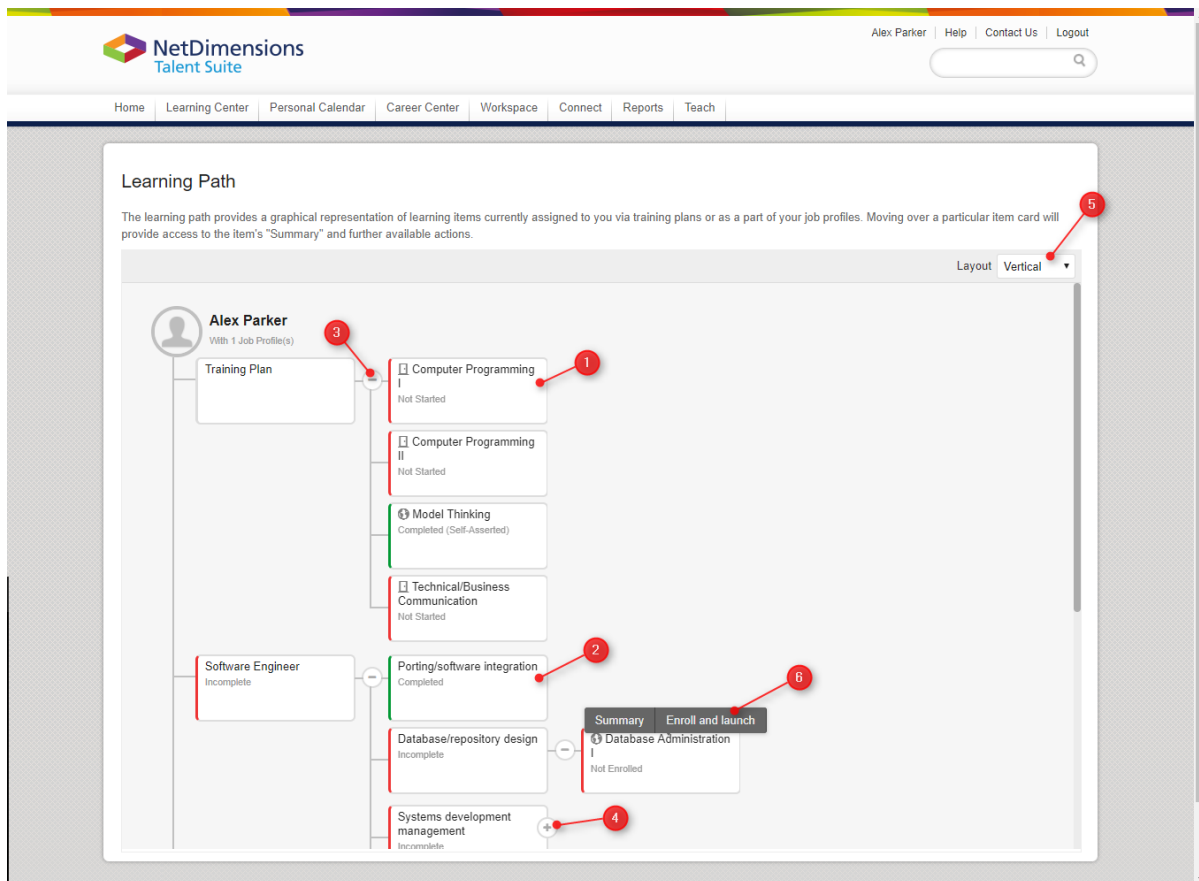 NetDimensions
Talent Suite
Alex Parker
Help
Contact Us
Logout
Home
Learning Center
Personal Calendar
Career Center
Workspace
Connect
Reports
Teach
Learning Path
The learning path provides a graphical representation of learning items currently assigned to you via training plans or as a part of your job profiles. Moving over a particular item card will
provide access to the item's "Summary" and further available actions.
5
Layout
Vertical
Alex Parker
With 1 Job Profile(s)
3
1
Training Plan
Computer Programming
I
Not Started
Computer Programming
II
Not Started
Model Thinking
Completed (Self-Asserted)
Technical/Business
Communication
Not Started
2
Software Engineer
Incomplete
Porting/software integration
Completed
6
Summary
Enroll and launch
Database/repository design
Incomplete
Database Administration
I
Not Enrolled
Systems development
management
Incomplete
4